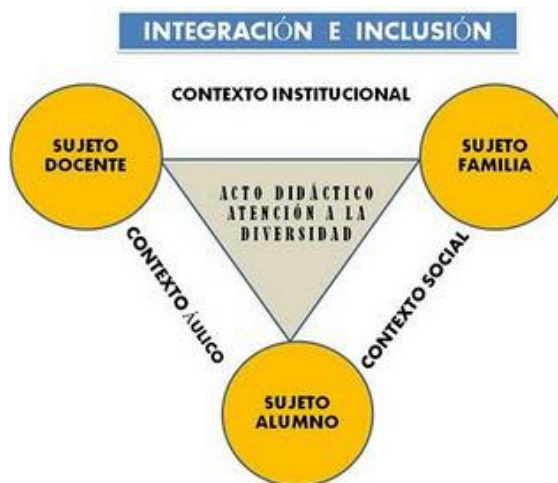 INTEGRACIÓN E INCLUSIÓN
CONTEXTO INSTITUCIONAL
SUJETO
DOCENTE
SUJETO
FAMILIA
ACTO DIDÁCTICO
ATENCIÓN A LA
DIVERSIDAD
CONTEXTO ÁULICO
CONTEXTO SOCIAL
SUJETO
ALUMNO